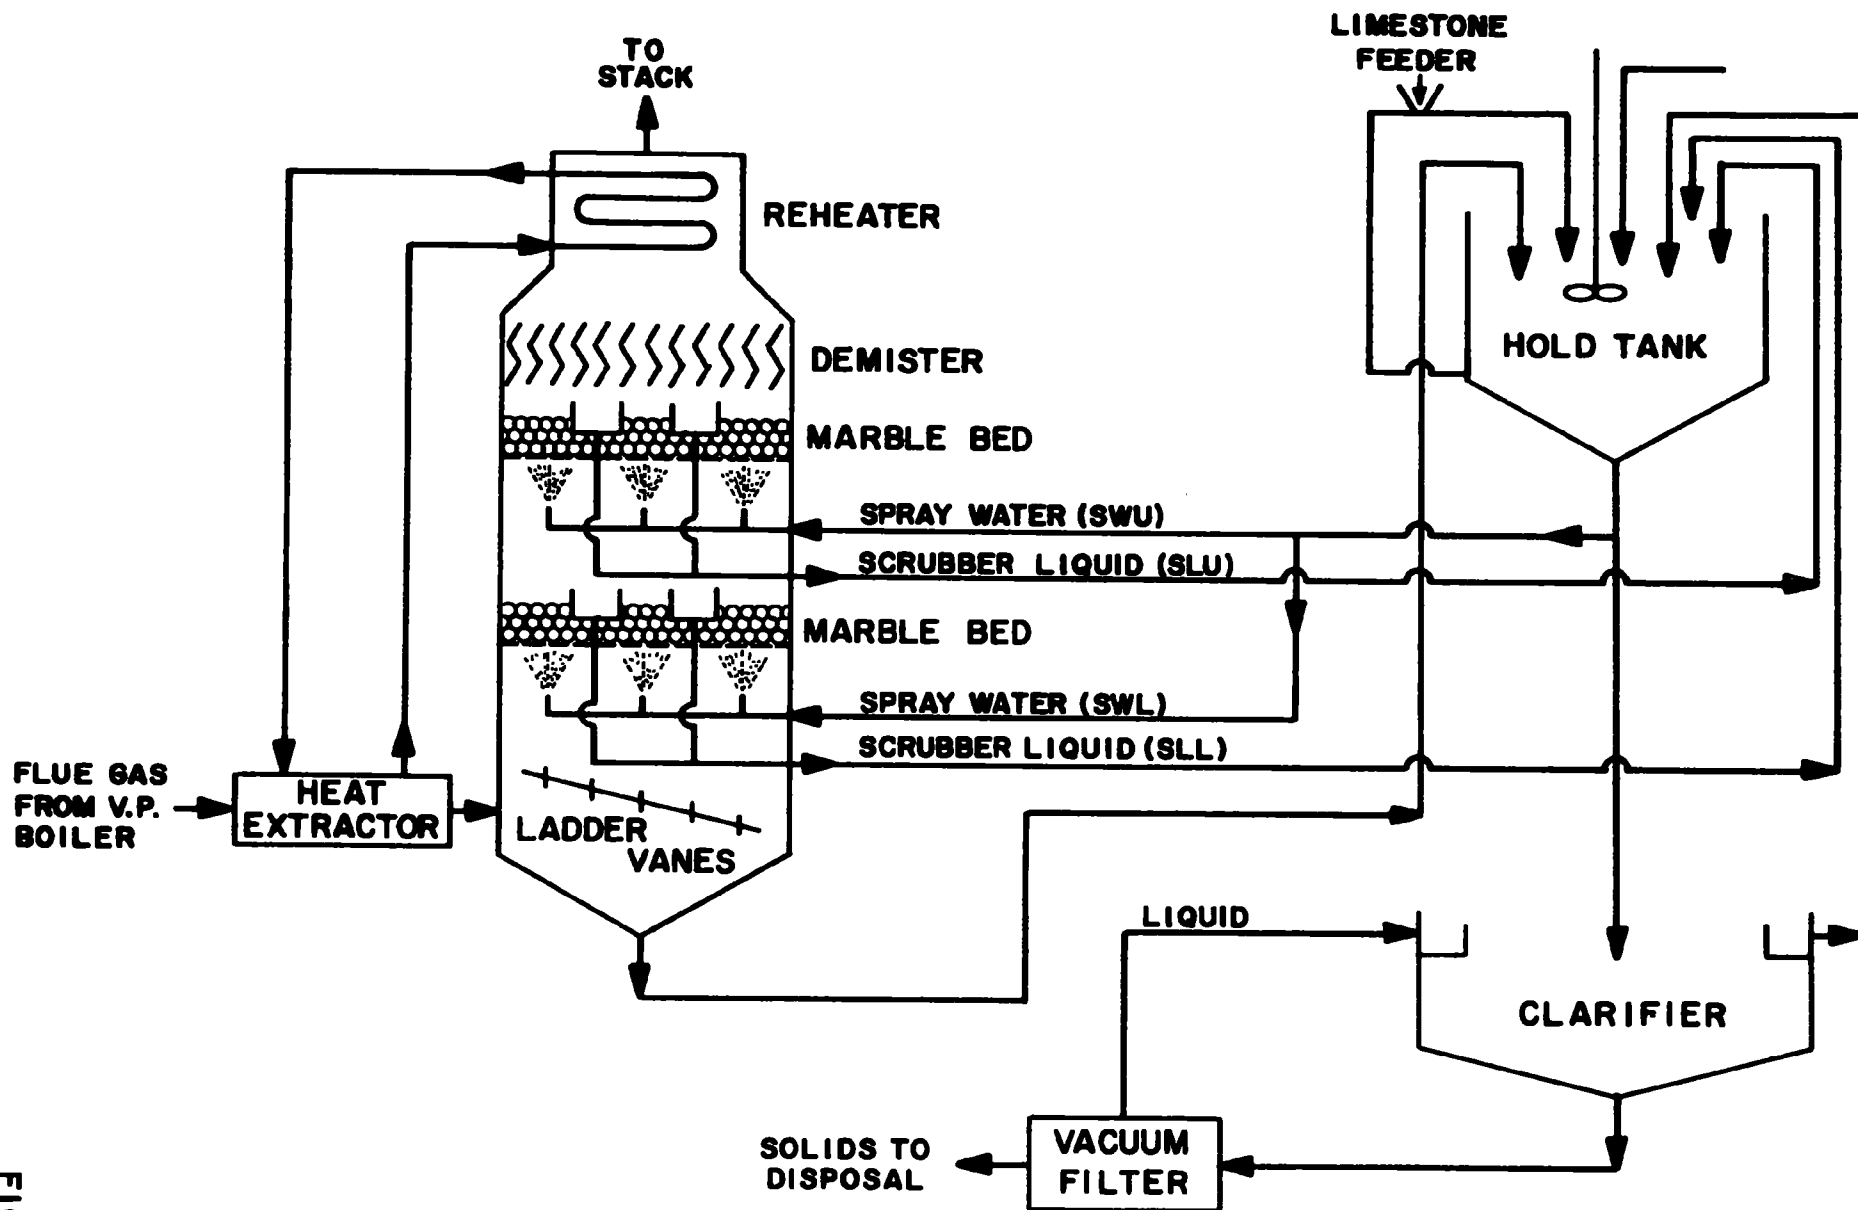 TO
STACK
LIMESTONE
FEEDER
REHEATER
HOLD TANK
DEMISTER
MARBLE BED
SPRAY WATER (SWU)
SCRUBBER LIQUID (SLU)
MARBLE BED
SPRAY WATER (SWL)
SCRUBBER LIQUID (SLL)
FLUE GAS
FROM V.P.
BOILER
HEAT
EXTRACTOR
LADDER
VANES
LIQUID
CLARIFIER
VACUUM
FILTER
SOLIDS TO
DISPOSAL